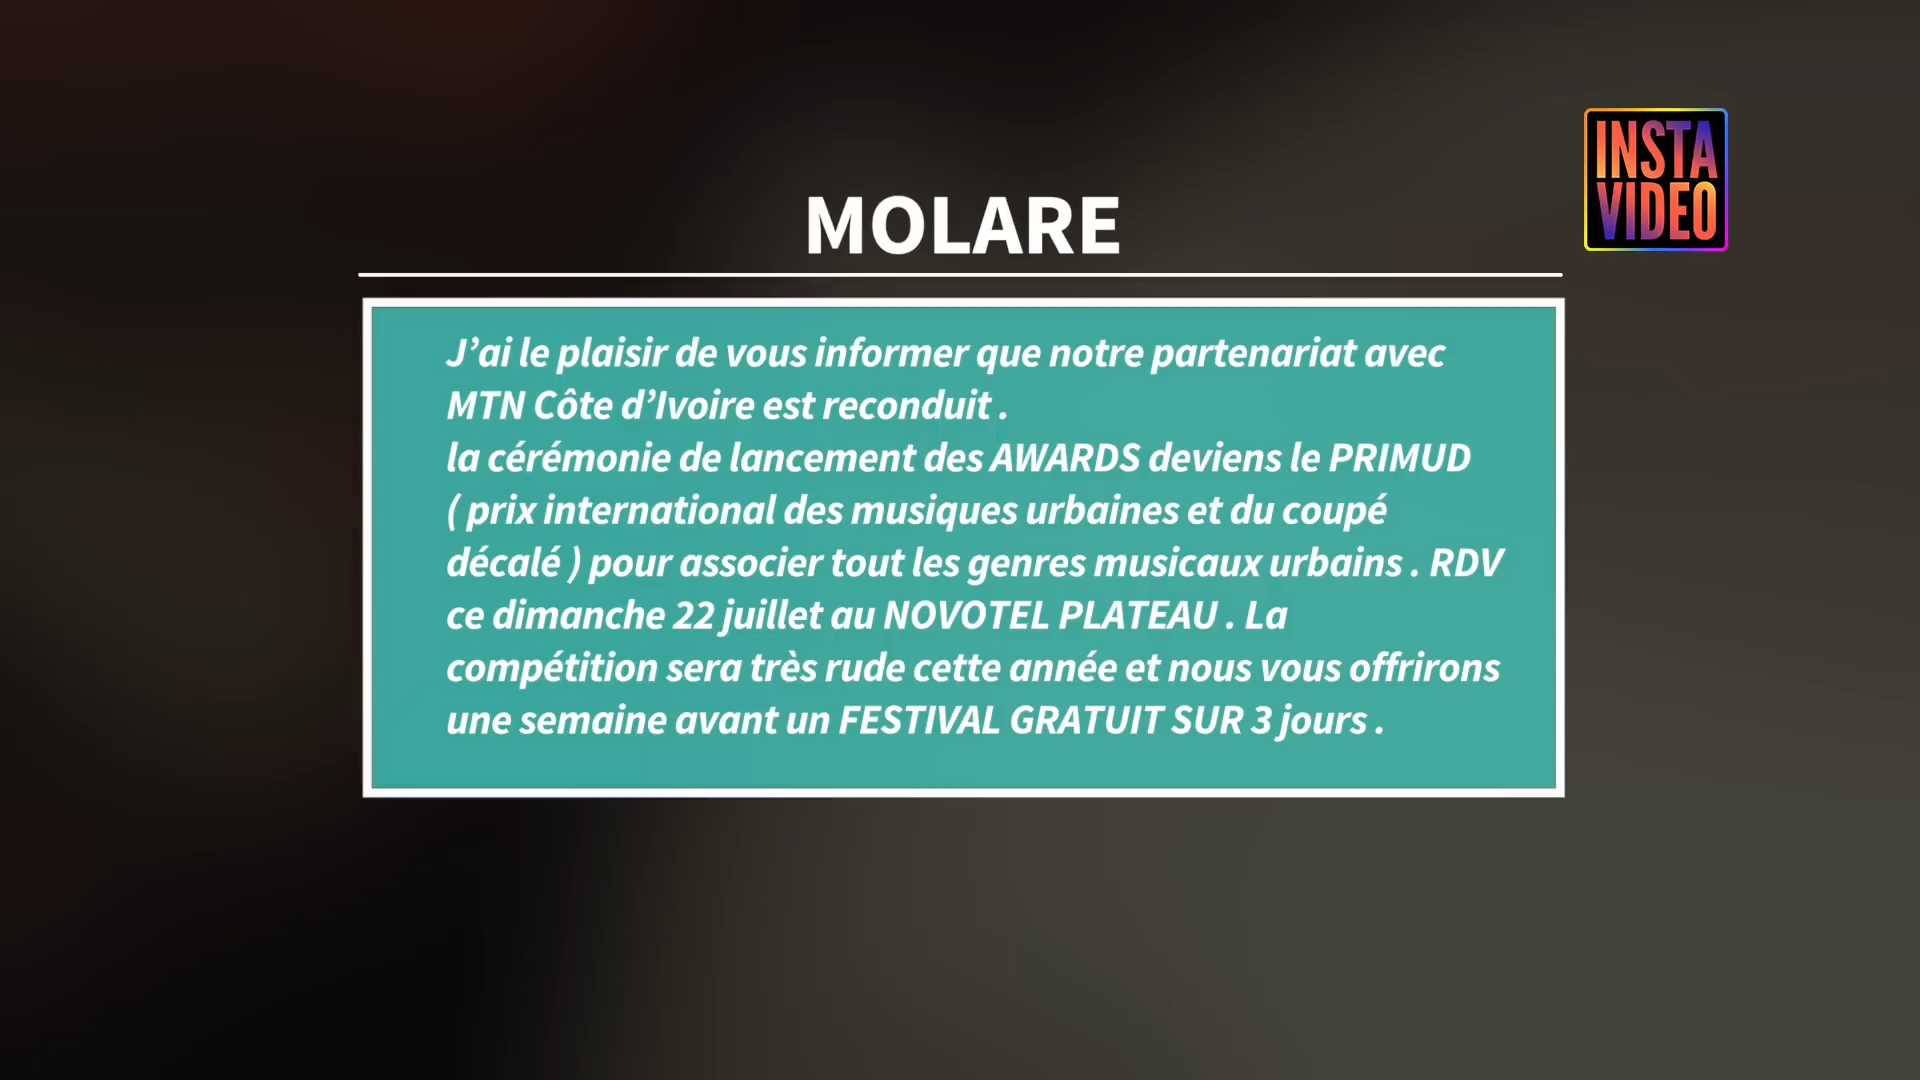 INSTA
VIDEO
MOLARE
J’ai le plaisir de vous informer que notre partenariat avec
MTN Côte d’Ivoire est reconduit .
la cérémonie de lancement des AWARDS deviens le PRIMUD
( prix international des musiques urbaines et du coupé
décalé ) pour associer tout les genres musicaux urbains . RDV
ce dimanche 22 juillet au NOVOTEL PLATEAU . La
compétition sera très rude cette année et nous vous offrirons
une semaine avant un FESTIVAL GRATUIT SUR 3 jours .